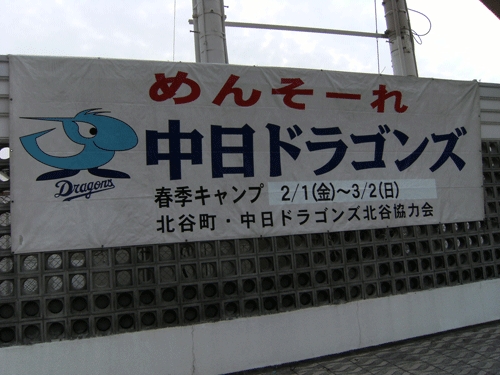 めんそーれ
中日ドラゴンズ
Dragons
春季キャンプ 2/1(金)～3/2(日)
北谷町・中日ドラゴンズ北谷協力会